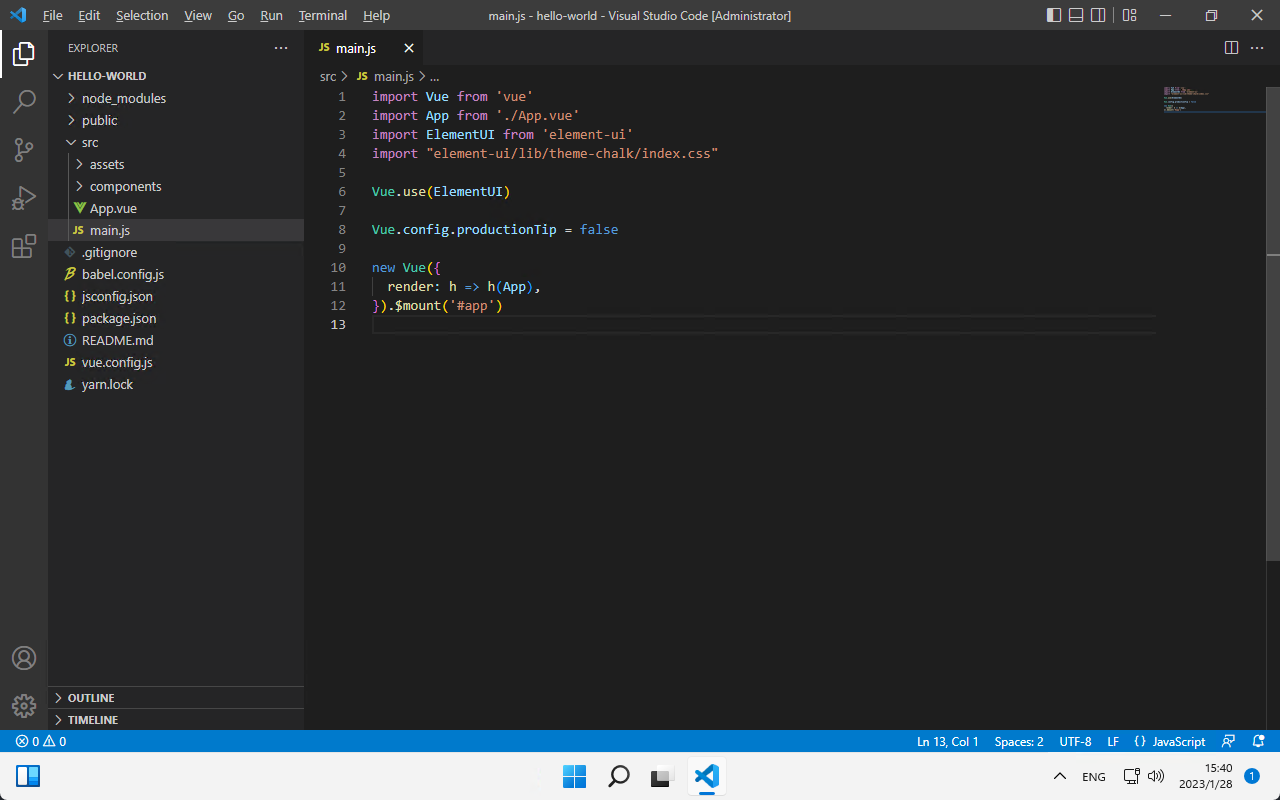 File Edit Selection View Go Run Terminal Help
main.js - hello-world - Visual Studio Code [Administrator]
EXPLORER
HELLO-WORLD
node_modules
public
src
assets
components
App.vue
JS main.js
.gitignore
babel.config.js
{} jsconfig.json
{} package.json
README.md
JS vue.config.js
yarn.lock
OUTLINE
TIMELINE
JS main.js
src > JS main.js > ...
1 import Vue from 'vue'
2 import App from './App.vue'
3 import ElementUI from 'element-ui'
4 import "element-ui/lib/theme-chalk/index.css"
5
6 Vue.use(ElementUI)
7
8 Vue.config.productionTip = false
9
10 new Vue({
11   render: h => h(App),
12 }).$mount('#app')
13
0 0
Ln 13, Col 1 Spaces: 2 UTF-8 LF {} JavaScript
ENG
15:40
2023/1/28
1